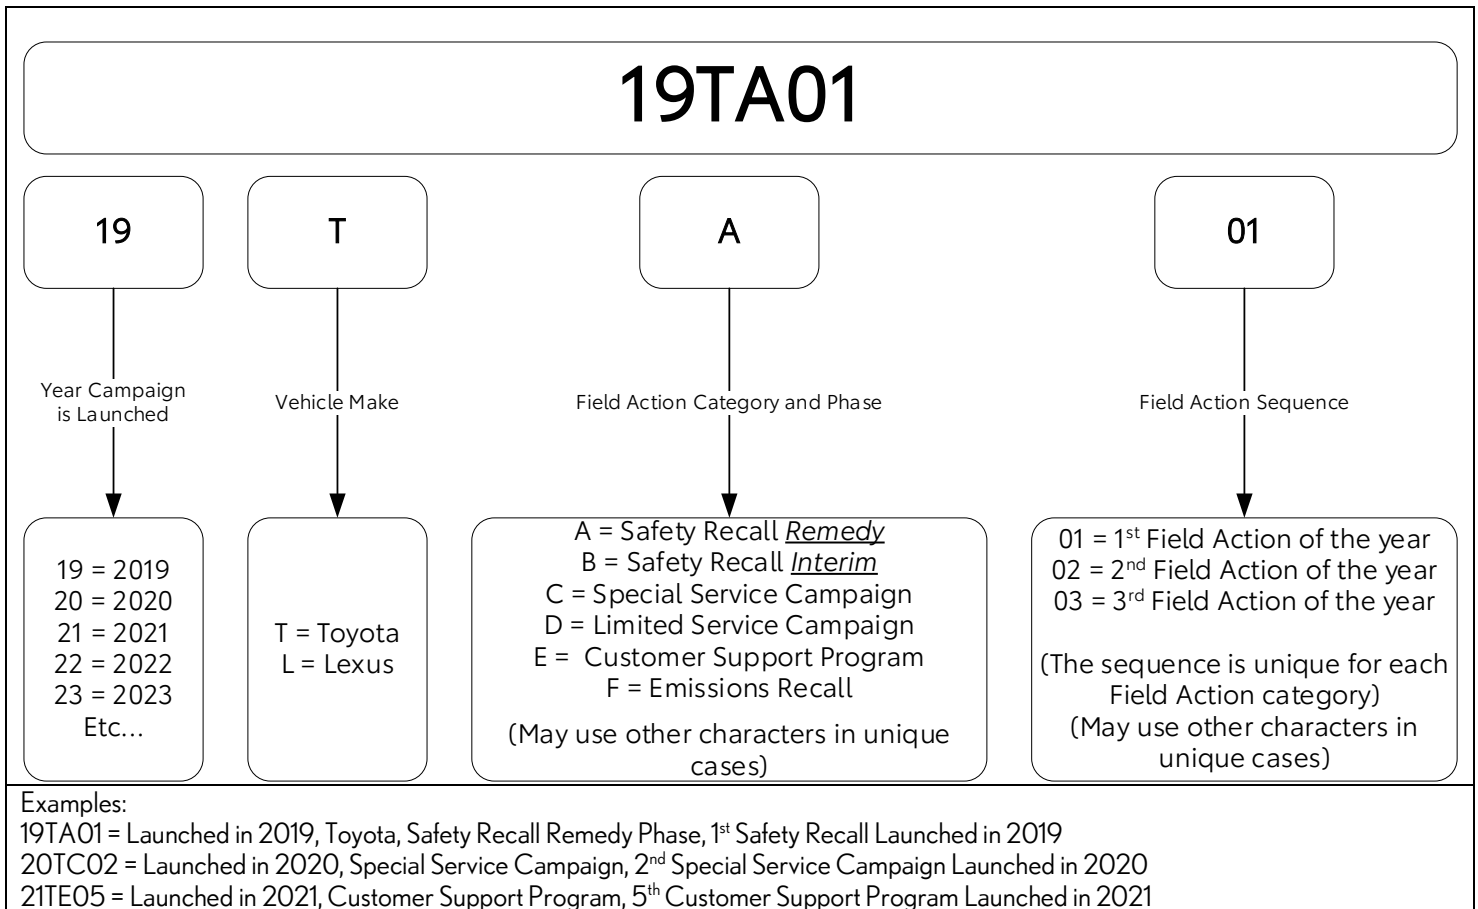 19TA01
19
T
A
01
Year Campaign
is Launched
Vehicle Make
Field Action Category and Phase
Field Action Sequence
19 = 2019
20 = 2020
21 = 2021
22 = 2022
23 = 2023
Etc...
T = Toyota
L = Lexus
A = Safety Recall Remedy
B = Safety Recall Interim
C = Special Service Campaign
D = Limited Service Campaign
E =  Customer Support Program
F = Emissions Recall
(May use other characters in unique
cases)
01 = 1st Field Action of the year
02 = 2nd Field Action of the year
03 = 3rd Field Action of the year
(The sequence is unique for each
Field Action category)
(May use other characters in
unique cases)
Examples:
19TA01 = Launched in 2019, Toyota, Safety Recall Remedy Phase, 1st Safety Recall Launched in 2019
20TC02 = Launched in 2020, Special Service Campaign, 2nd Special Service Campaign Launched in 2020
21TE05 = Launched in 2021, Customer Support Program, 5th Customer Support Program Launched in 2021